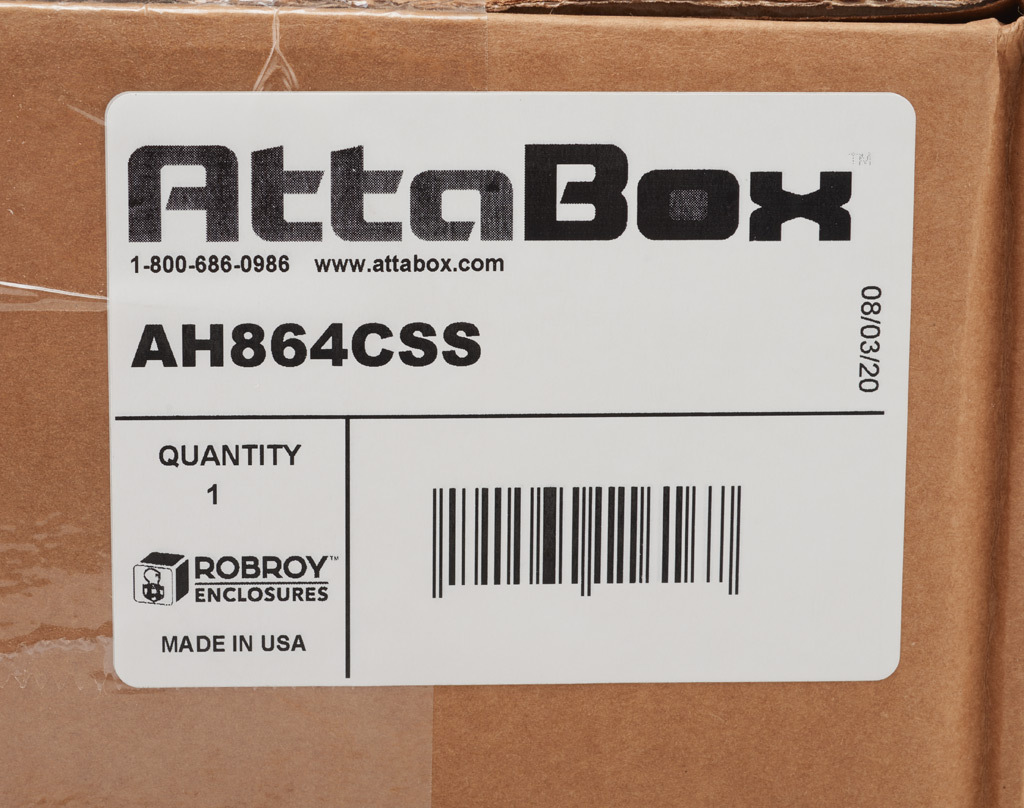 AttaBox™
1-800-686-0986 www.attabox.com
AH864CSS
08/03/20
QUANTITY
1
ROBROY™
ENCLOSURES
MADE IN USA